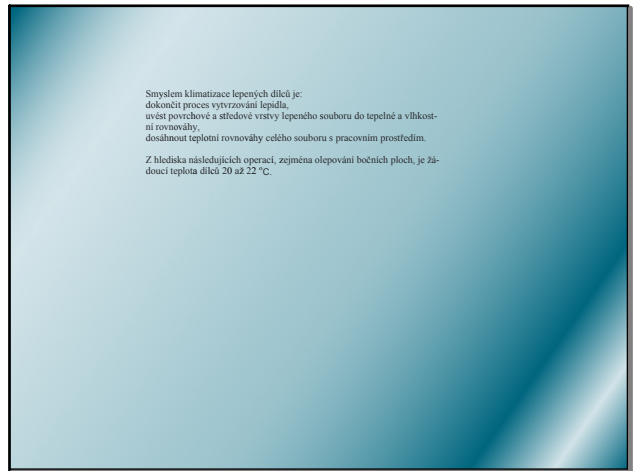 Smyslem klimatizace lepených dílců je:
dokončit proces vytvrzování lepidla,
uvést povrchové a středové vrstvy lepeného souboru do tepelné a vlhkost-
ní rovnováhy,
dosáhnout teplotní rovnováhy celého souboru s pracovním prostředím.
Z hlediska následujících operací, zejména olepování bočních ploch, je žá-
doucí teplota dílců 20 až 22 °C.